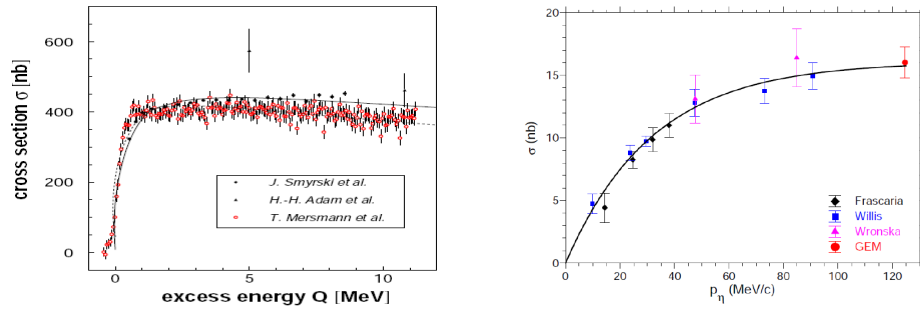 cross section σ [nb]
600
400
200
0
J. Smyrski et al.
H.-H. Adam et al.
T. Mersmann et al.
0
5
10
excess energy Q [MeV]
σ (nb)
20
15
10
5
0
Frascaria
Willis
Wronska
GEM
0
20
40
60
80
100
120
pη (MeV/c)